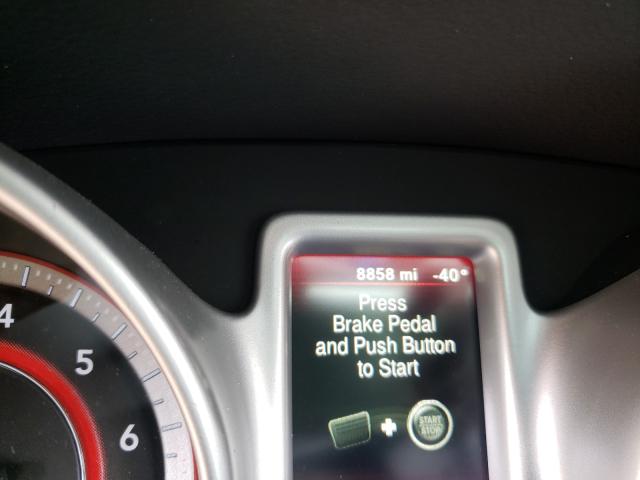 8858 mi -40°
Press
Brake Pedal
and Push Button
to Start
START
STOP
4
5
6